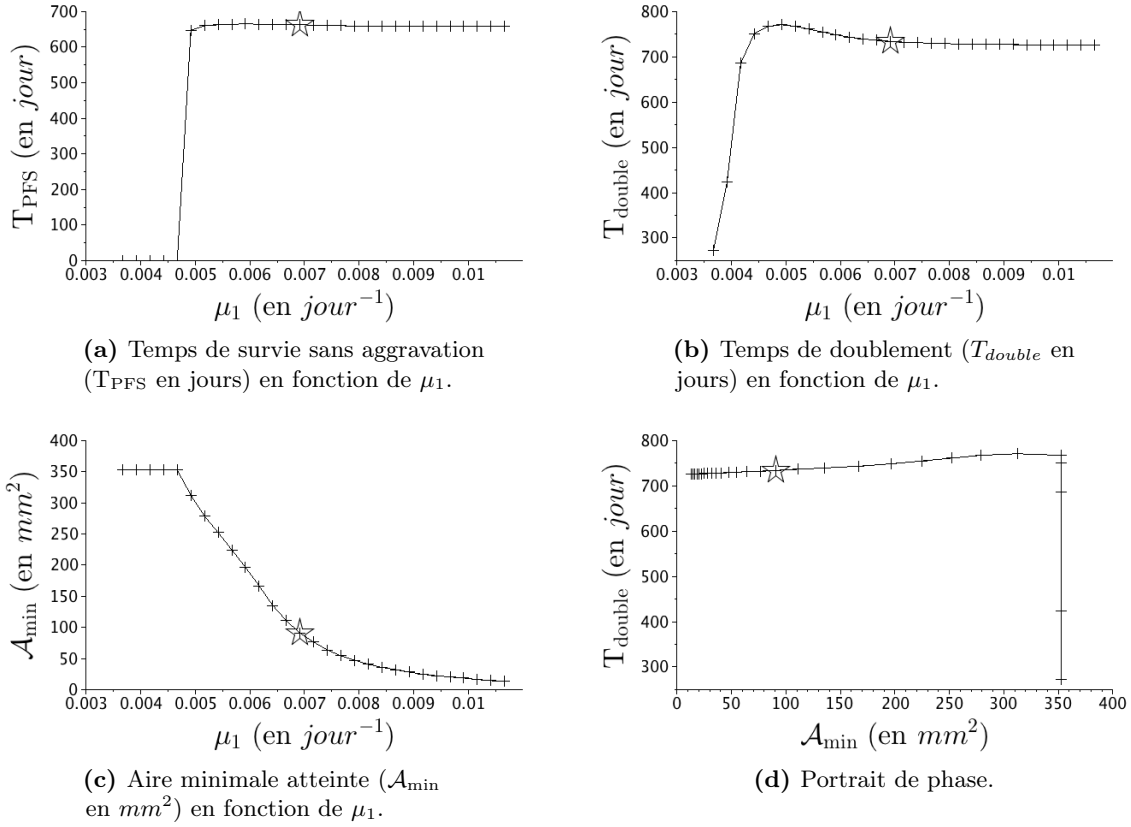 700
600
500
400
300
200
100
0
0.003 0.004 0.005 0.006 0.007 0.008 0.009 0.01
T_PFS (en jour)
μ₁ (en jour⁻¹)
(a) Temps de survie sans aggravation
(T_PFS en jours) en fonction de μ₁.
800
700
600
500
400
300
0.003 0.004 0.005 0.006 0.007 0.008 0.009 0.01
T_double (en jour)
μ₁ (en jour⁻¹)
(b) Temps de doublement (T_double en
jours) en fonction de μ₁.
400
350
300
250
200
150
100
50
0
0.003 0.004 0.005 0.006 0.007 0.008 0.009 0.01
𝒜_min (en mm²)
μ₁ (en jour⁻¹)
(c) Aire minimale atteinte (𝒜_min
en mm²) en fonction de μ₁.
800
700
600
500
400
300
0 50 100 150 200 250 300 350 400
T_double (en jour)
𝒜_min (en mm²)
(d) Portrait de phase.